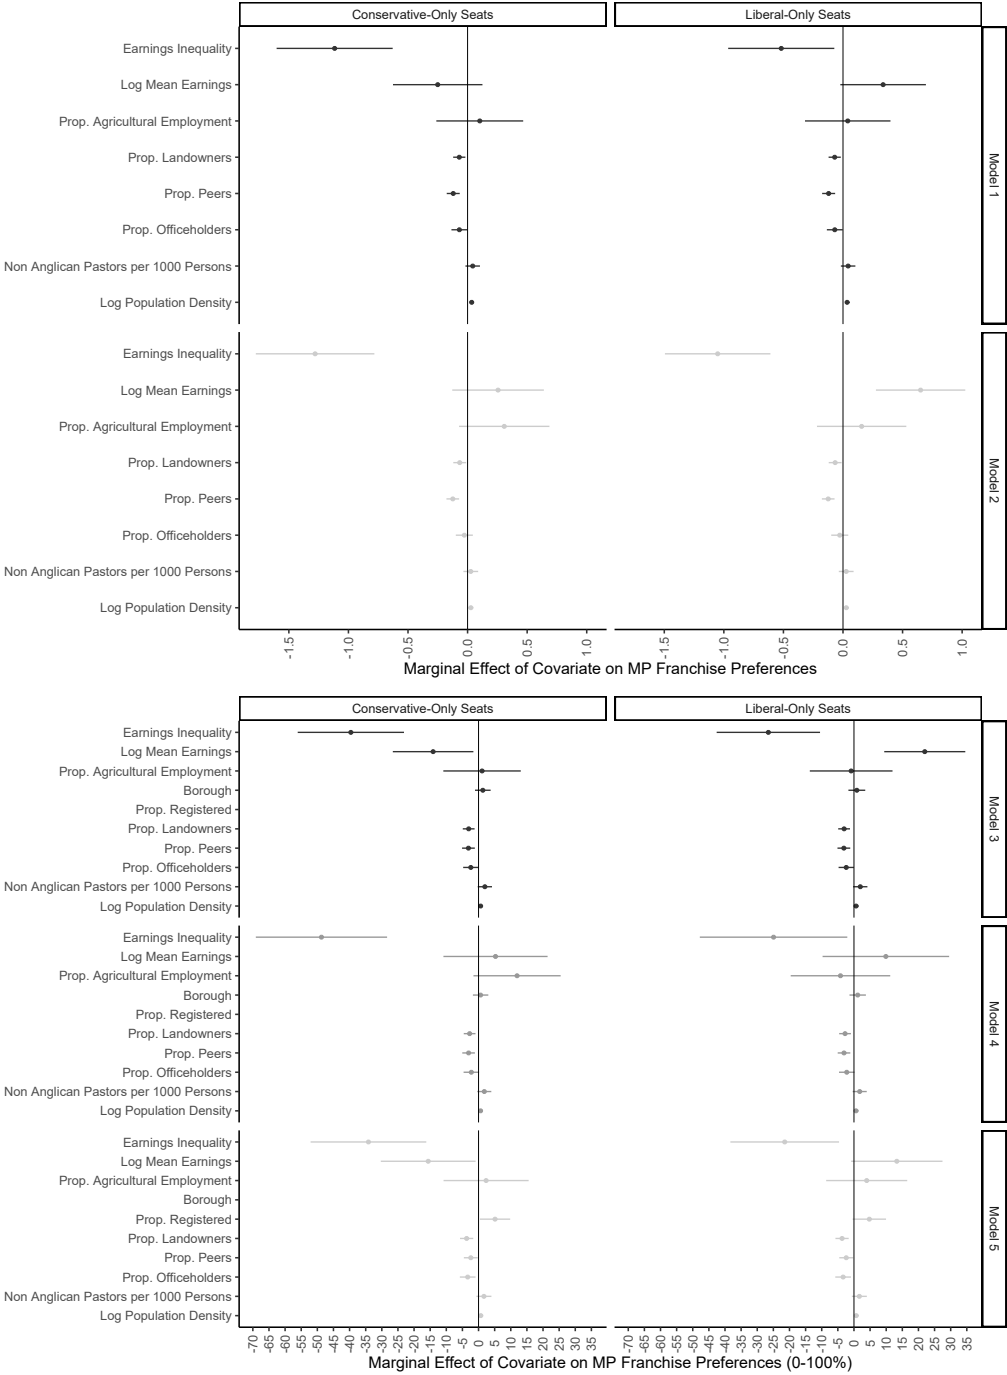 Conservative-Only Seats
Liberal-Only Seats
Earnings Inequality
Log Mean Earnings
Prop. Agricultural Employment
Prop. Landowners
Prop. Peers
Prop. Officeholders
Non Anglican Pastors per 1000 Persons
Log Population Density
Model 1
Earnings Inequality
Log Mean Earnings
Prop. Agricultural Employment
Prop. Landowners
Prop. Peers
Prop. Officeholders
Non Anglican Pastors per 1000 Persons
Log Population Density
Model 2
-1.5 -1.0 -0.5 0.0 0.5 1.0
-1.5 -1.0 -0.5 0.0 0.5 1.0
Marginal Effect of Covariate on MP Franchise Preferences
Conservative-Only Seats
Liberal-Only Seats
Earnings Inequality
Log Mean Earnings
Prop. Agricultural Employment
Borough
Prop. Registered
Prop. Landowners
Prop. Peers
Prop. Officeholders
Non Anglican Pastors per 1000 Persons
Log Population Density
Model 3
Earnings Inequality
Log Mean Earnings
Prop. Agricultural Employment
Borough
Prop. Registered
Prop. Landowners
Prop. Peers
Prop. Officeholders
Non Anglican Pastors per 1000 Persons
Log Population Density
Model 4
Earnings Inequality
Log Mean Earnings
Prop. Agricultural Employment
Borough
Prop. Registered
Prop. Landowners
Prop. Peers
Prop. Officeholders
Non Anglican Pastors per 1000 Persons
Log Population Density
Model 5
-70 -65 -60 -55 -50 -45 -40 -35 -30 -25 -20 -15 -10 -5 0 5 10 15 20 25 30 35
-70 -65 -60 -55 -50 -45 -40 -35 -30 -25 -20 -15 -10 -5 0 5 10 15 20 25 30 35
Marginal Effect of Covariate on MP Franchise Preferences (0-100%)